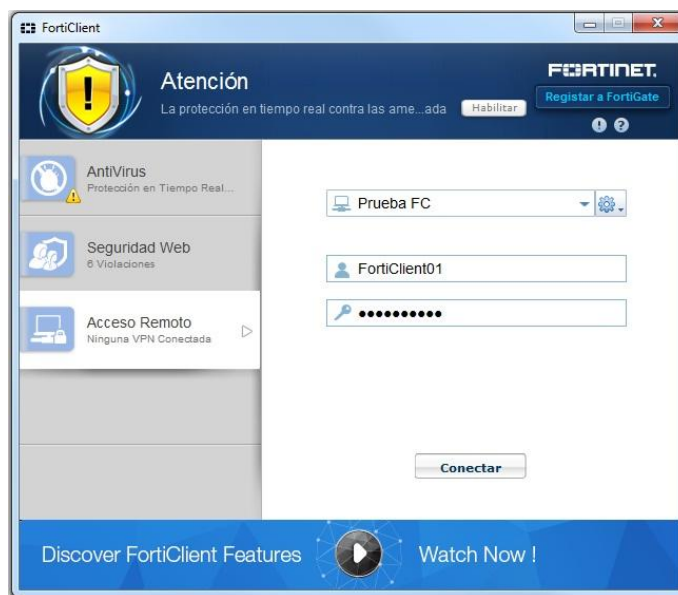 FortiClient
Atención
La protección en tiempo real contra las ame...ada
Habilitar
FORTINET.
Registar a FortiGate
AntiVirus
Protección en Tiempo Real...
Seguridad Web
6 Violaciones
Acceso Remoto
Ninguna VPN Conectada
Prueba FC
FortiClient01
Conectar
Discover FortiClient Features
Watch Now !